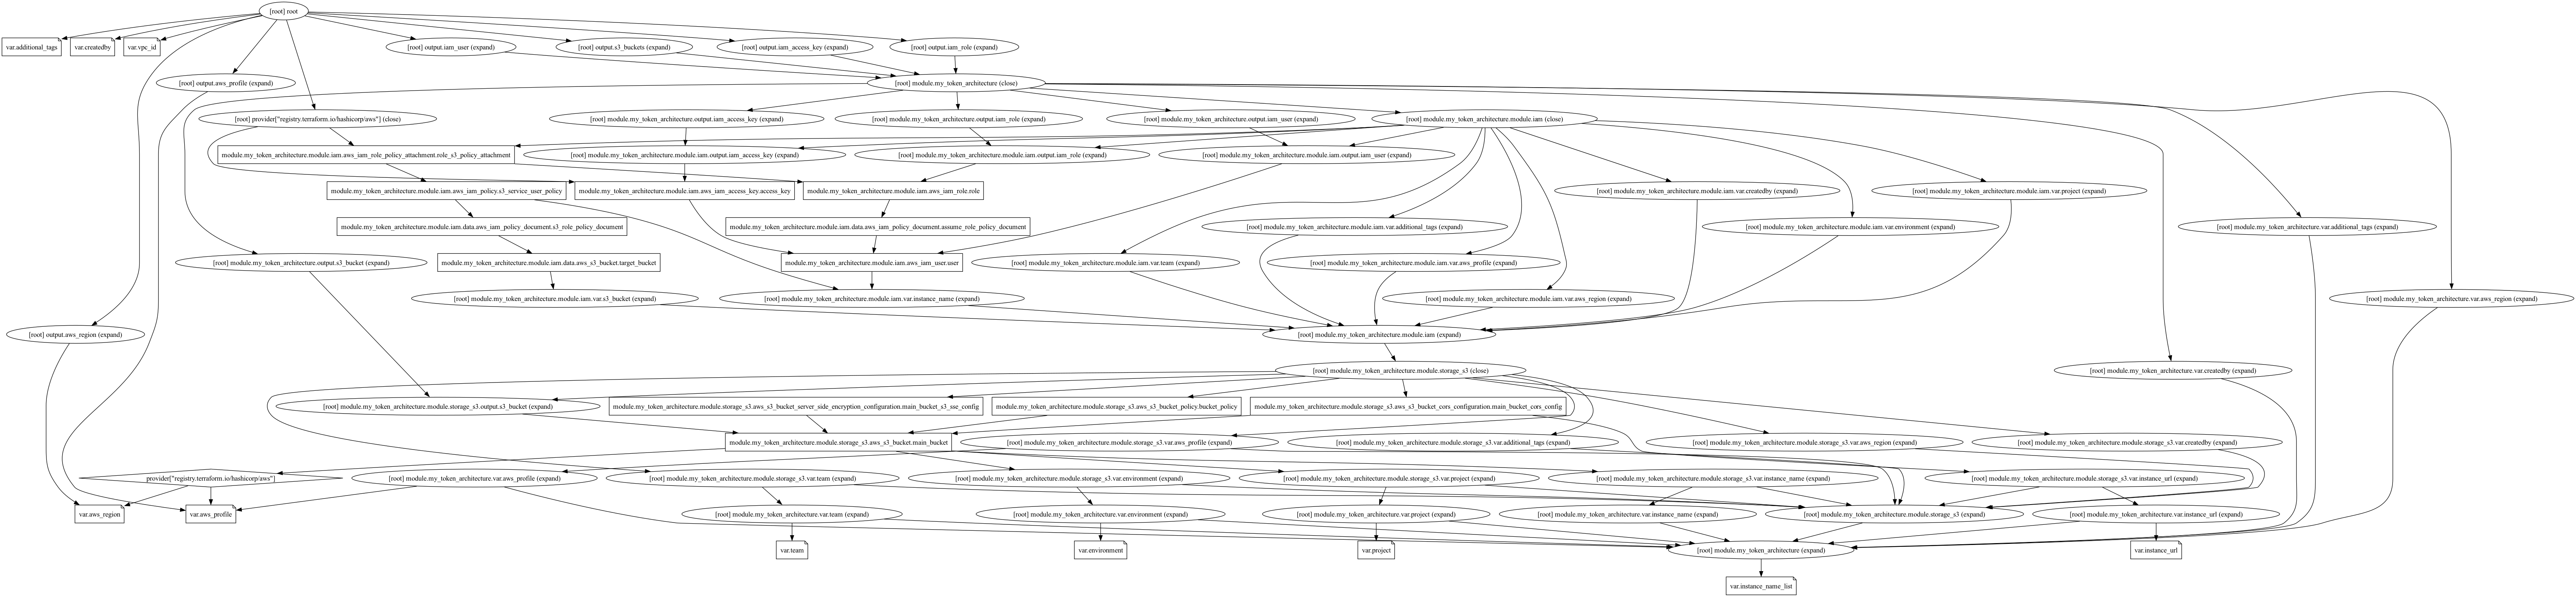 [root] root
var.additional_tags
var.createdby
var.vpc_id
[root] output.iam_user (expand)
[root] output.s3_buckets (expand)
[root] output.iam_access_key (expand)
[root] output.iam_role (expand)
[root] output.aws_profile (expand)
[root] module.my_token_architecture (close)
[root] provider["registry.terraform.io/hashicorp/aws"] (close)
[root] module.my_token_architecture.output.iam_access_key (expand)
[root] module.my_token_architecture.output.iam_role (expand)
[root] module.my_token_architecture.output.iam_user (expand)
[root] module.my_token_architecture.module.iam (close)
module.my_token_architecture.module.iam.aws_iam_role_policy_attachment.role_s3_policy_attachment
[root] module.my_token_architecture.module.iam.output.iam_access_key (expand)
[root] module.my_token_architecture.module.iam.output.iam_role (expand)
[root] module.my_token_architecture.module.iam.output.iam_user (expand)
module.my_token_architecture.module.iam.aws_iam_policy.s3_service_user_policy
module.my_token_architecture.module.iam.aws_iam_access_key.access_key
module.my_token_architecture.module.iam.aws_iam_role.role
[root] module.my_token_architecture.module.iam.var.createdby (expand)
[root] module.my_token_architecture.module.iam.var.project (expand)
module.my_token_architecture.module.iam.data.aws_iam_policy_document.s3_role_policy_document
module.my_token_architecture.module.iam.data.aws_iam_policy_document.assume_role_policy_document
[root] module.my_token_architecture.module.iam.var.additional_tags (expand)
[root] module.my_token_architecture.module.iam.var.environment (expand)
[root] module.my_token_architecture.var.additional_tags (expand)
[root] module.my_token_architecture.output.s3_bucket (expand)
module.my_token_architecture.module.iam.data.aws_s3_bucket.target_bucket
module.my_token_architecture.module.iam.aws_iam_user.user
[root] module.my_token_architecture.module.iam.var.team (expand)
[root] module.my_token_architecture.module.iam.var.aws_profile (expand)
[root] module.my_token_architecture.module.iam.var.s3_bucket (expand)
[root] module.my_token_architecture.module.iam.var.instance_name (expand)
[root] module.my_token_architecture.module.iam.var.aws_region (expand)
[root] module.my_token_architecture.var.aws_region (expand)
[root] output.aws_region (expand)
[root] module.my_token_architecture.module.iam (expand)
[root] module.my_token_architecture.module.storage_s3 (close)
[root] module.my_token_architecture.var.createdby (expand)
[root] module.my_token_architecture.module.storage_s3.output.s3_bucket (expand)
module.my_token_architecture.module.storage_s3.aws_s3_bucket_server_side_encryption_configuration.main_bucket_s3_sse_config
module.my_token_architecture.module.storage_s3.aws_s3_bucket_policy.bucket_policy
module.my_token_architecture.module.storage_s3.aws_s3_bucket_cors_configuration.main_bucket_cors_config
module.my_token_architecture.module.storage_s3.aws_s3_bucket.main_bucket
[root] module.my_token_architecture.module.storage_s3.var.aws_profile (expand)
[root] module.my_token_architecture.module.storage_s3.var.additional_tags (expand)
[root] module.my_token_architecture.module.storage_s3.var.aws_region (expand)
[root] module.my_token_architecture.module.storage_s3.var.createdby (expand)
provider["registry.terraform.io/hashicorp/aws"]
[root] module.my_token_architecture.var.aws_profile (expand)
[root] module.my_token_architecture.module.storage_s3.var.team (expand)
[root] module.my_token_architecture.module.storage_s3.var.environment (expand)
[root] module.my_token_architecture.module.storage_s3.var.project (expand)
[root] module.my_token_architecture.module.storage_s3.var.instance_name (expand)
[root] module.my_token_architecture.module.storage_s3.var.instance_url (expand)
var.aws_region
var.aws_profile
[root] module.my_token_architecture.var.team (expand)
[root] module.my_token_architecture.var.environment (expand)
[root] module.my_token_architecture.var.project (expand)
[root] module.my_token_architecture.var.instance_name (expand)
[root] module.my_token_architecture.module.storage_s3 (expand)
[root] module.my_token_architecture.var.instance_url (expand)
var.team
var.environment
var.project
[root] module.my_token_architecture (expand)
var.instance_url
var.instance_name_list